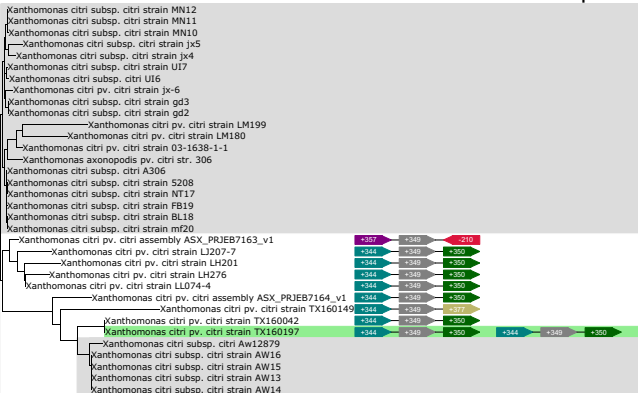 Xanthomonas citri subsp. citri strain MN12
Xanthomonas citri subsp. citri strain MN11
Xanthomonas citri subsp. citri strain MN10
Xanthomonas citri subsp. citri strain jx5
Xanthomonas citri subsp. citri strain jx4
Xanthomonas citri subsp. citri strain UI7
Xanthomonas citri subsp. citri UI6
Xanthomonas citri pv. citri strain jx-6
Xanthomonas citri subsp. citri strain gd3
Xanthomonas citri subsp. citri strain gd2
Xanthomonas citri pv. citri strain LM199
Xanthomonas citri pv. citri strain LM180
Xanthomonas citri pv. citri strain 03-1638-1-1
Xanthomonas axonopodis pv. citri str. 306
Xanthomonas citri subsp. citri A306
Xanthomonas citri subsp. citri strain 5208
Xanthomonas citri subsp. citri strain NT17
Xanthomonas citri subsp. citri strain FB19
Xanthomonas citri subsp. citri strain BL18
Xanthomonas citri subsp. citri strain mf20
Xanthomonas citri pv. citri assembly ASX_PRJEB7163_v1 +357 +349 -210
Xanthomonas citri pv. citri strain LJ207-7 +344 +349 +350
Xanthomonas citri pv. citri strain LH201 +344 +349 +350
Xanthomonas citri pv. citri strain LH276 +344 +349 +350
Xanthomonas citri pv. citri strain LL074-4 +344 +349 +350
Xanthomonas citri pv. citri assembly ASX_PRJEB7164_v1 +344 +349 +350
Xanthomonas citri pv. citri strain TX160149 +344 +349 +377
Xanthomonas citri pv. citri strain TX160042 +344 +349 +350
Xanthomonas citri pv. citri strain TX160197 +344 +349 +350 +344 +349 +350
Xanthomonas citri subsp. citri Aw12879
Xanthomonas citri subsp. citri strain AW16
Xanthomonas citri subsp. citri strain AW15
Xanthomonas citri subsp. citri strain AW13
Xanthomonas citri subsp. citri strain AW14